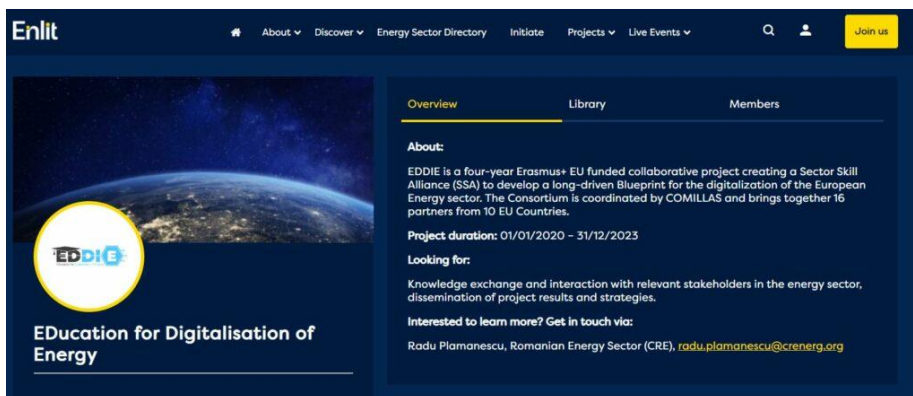 Enlit
About Discover Energy Sector Directory Initiate Projects Live Events Join us
Overview Library Members
About:
EDDIE is a four-year Erasmus+ EU funded collaborative project creating a Sector Skill
Alliance (SSA) to develop a long-driven Blueprint for the digitalization of the European
Energy sector. The Consortium is coordinated by COMILLAS and brings together 16
partners from 10 EU Countries.
Project duration: 01/01/2020 – 31/12/2023
Looking for:
Knowledge exchange and interaction with relevant stakeholders in the energy sector,
dissemination of project results and strategies.
Interested to learn more? Get in touch via:
Radu Plamanescu, Romanian Energy Sector (CRE), radu.plamanescu@crenerg.org
EDDIE
EDucation for Digitalisation of
Energy